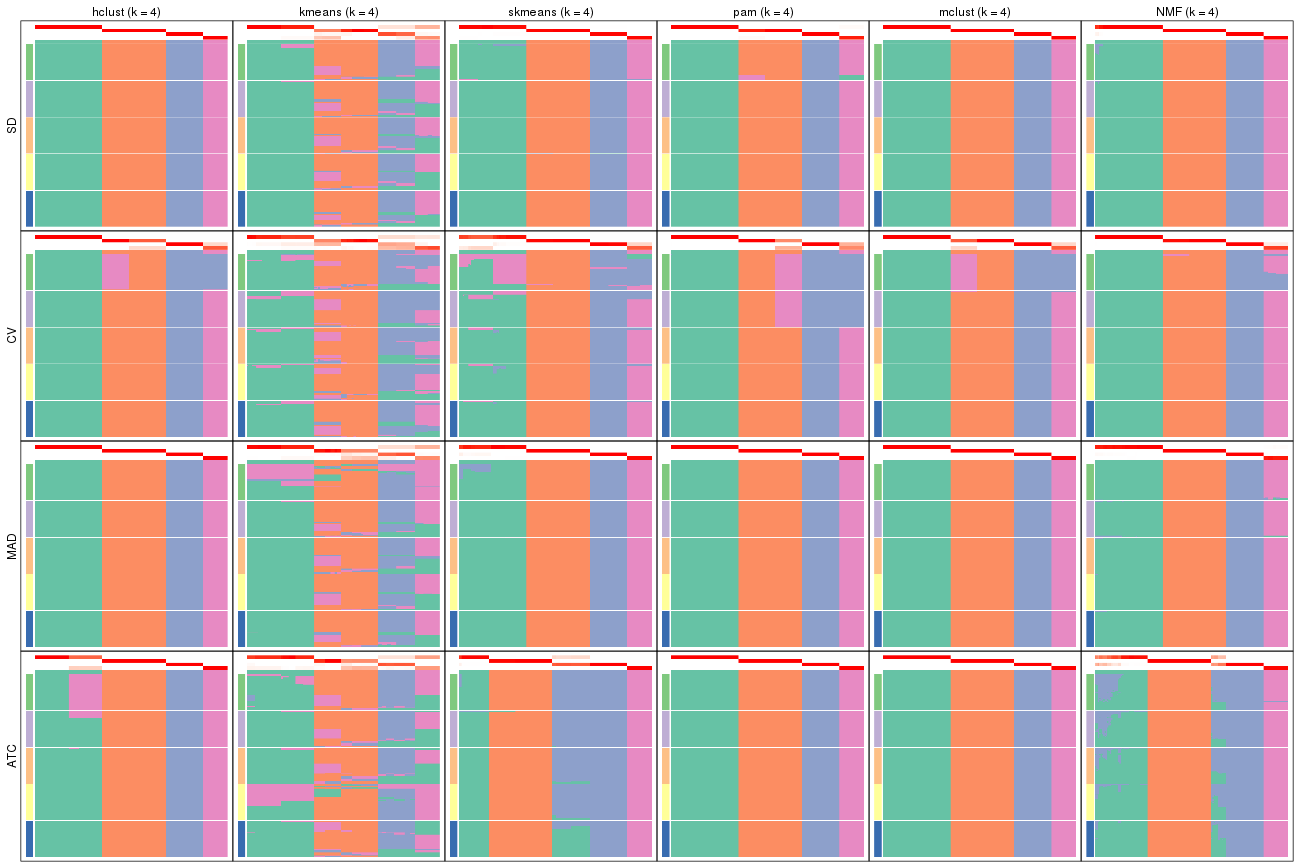 hclust (k = 4)
kmeans (k = 4)
skmeans (k = 4)
pam (k = 4)
mclust (k = 4)
NMF (k = 4)
SD
CV
MAD
ATC